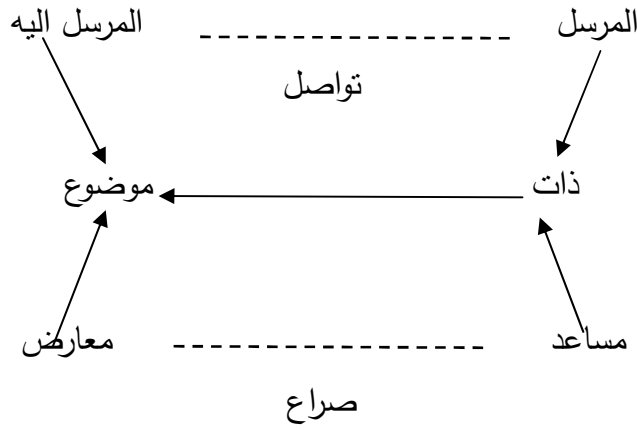 المرسل ------------------ المرسل اليه
تواصل
ذات موضوع
مساعد ------------------ معارض
صراع